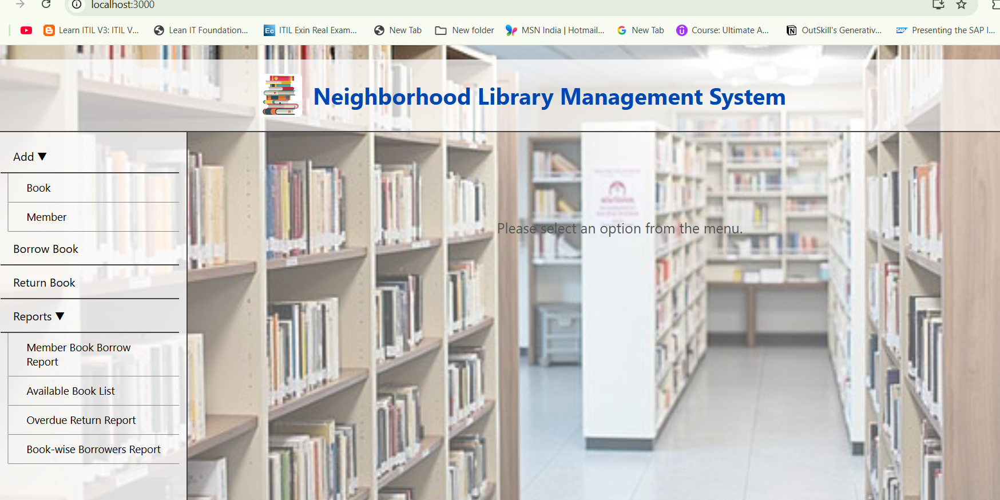 localhost:3000
Learn ITIL V3: ITIL V... Lean IT Foundation... Ec ITIL Exin Real Exam... New Tab New folder MSN India | Hotmail... New Tab Course: Ultimate A... OutSkill's Generativ... SAP Presenting the SAP I...
Neighborhood Library Management System
Add ▼
Book
Member
Borrow Book
Return Book
Reports ▼
Member Book Borrow
Report
Available Book List
Overdue Return Report
Book-wise Borrowers Report
Please select an option from the menu.